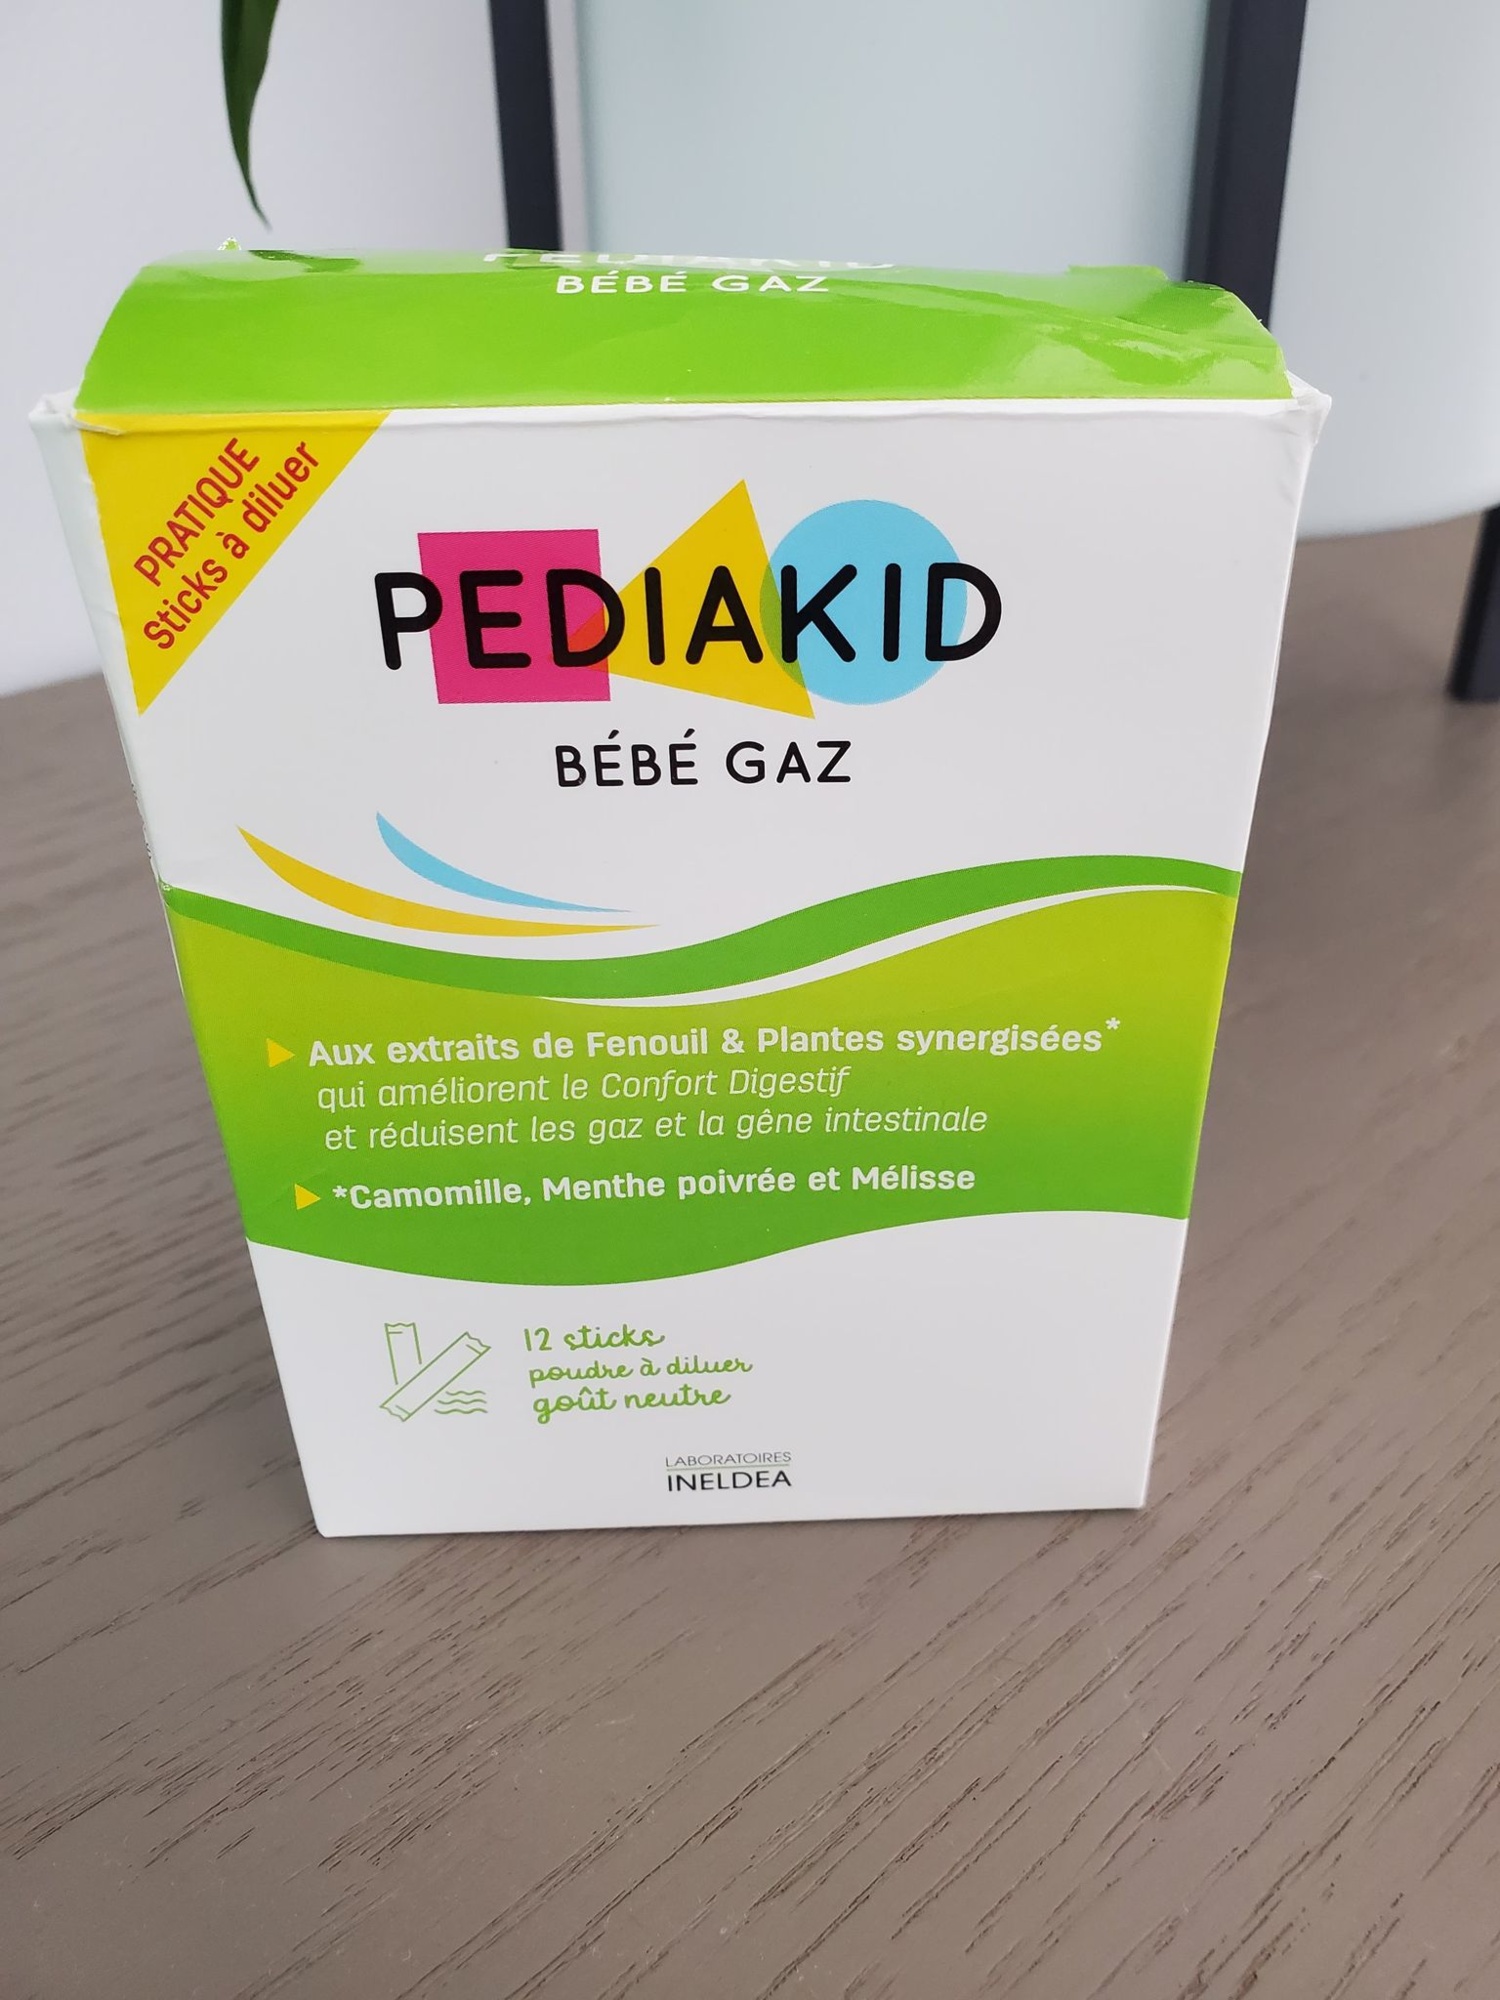 PEDIAKID
BÉBÉ GAZ
PRATIQUE
Sticks à diluer
PEDIAKID
BÉBÉ GAZ
Aux extraits de Fenouil & Plantes synergisées*
qui améliorent le Confort Digestif
et réduisent les gaz et la gêne intestinale
*Camomille, Menthe poivrée et Mélisse
12 sticks
poudre à diluer
goût neutre
LABORATOIRES
INELDEA